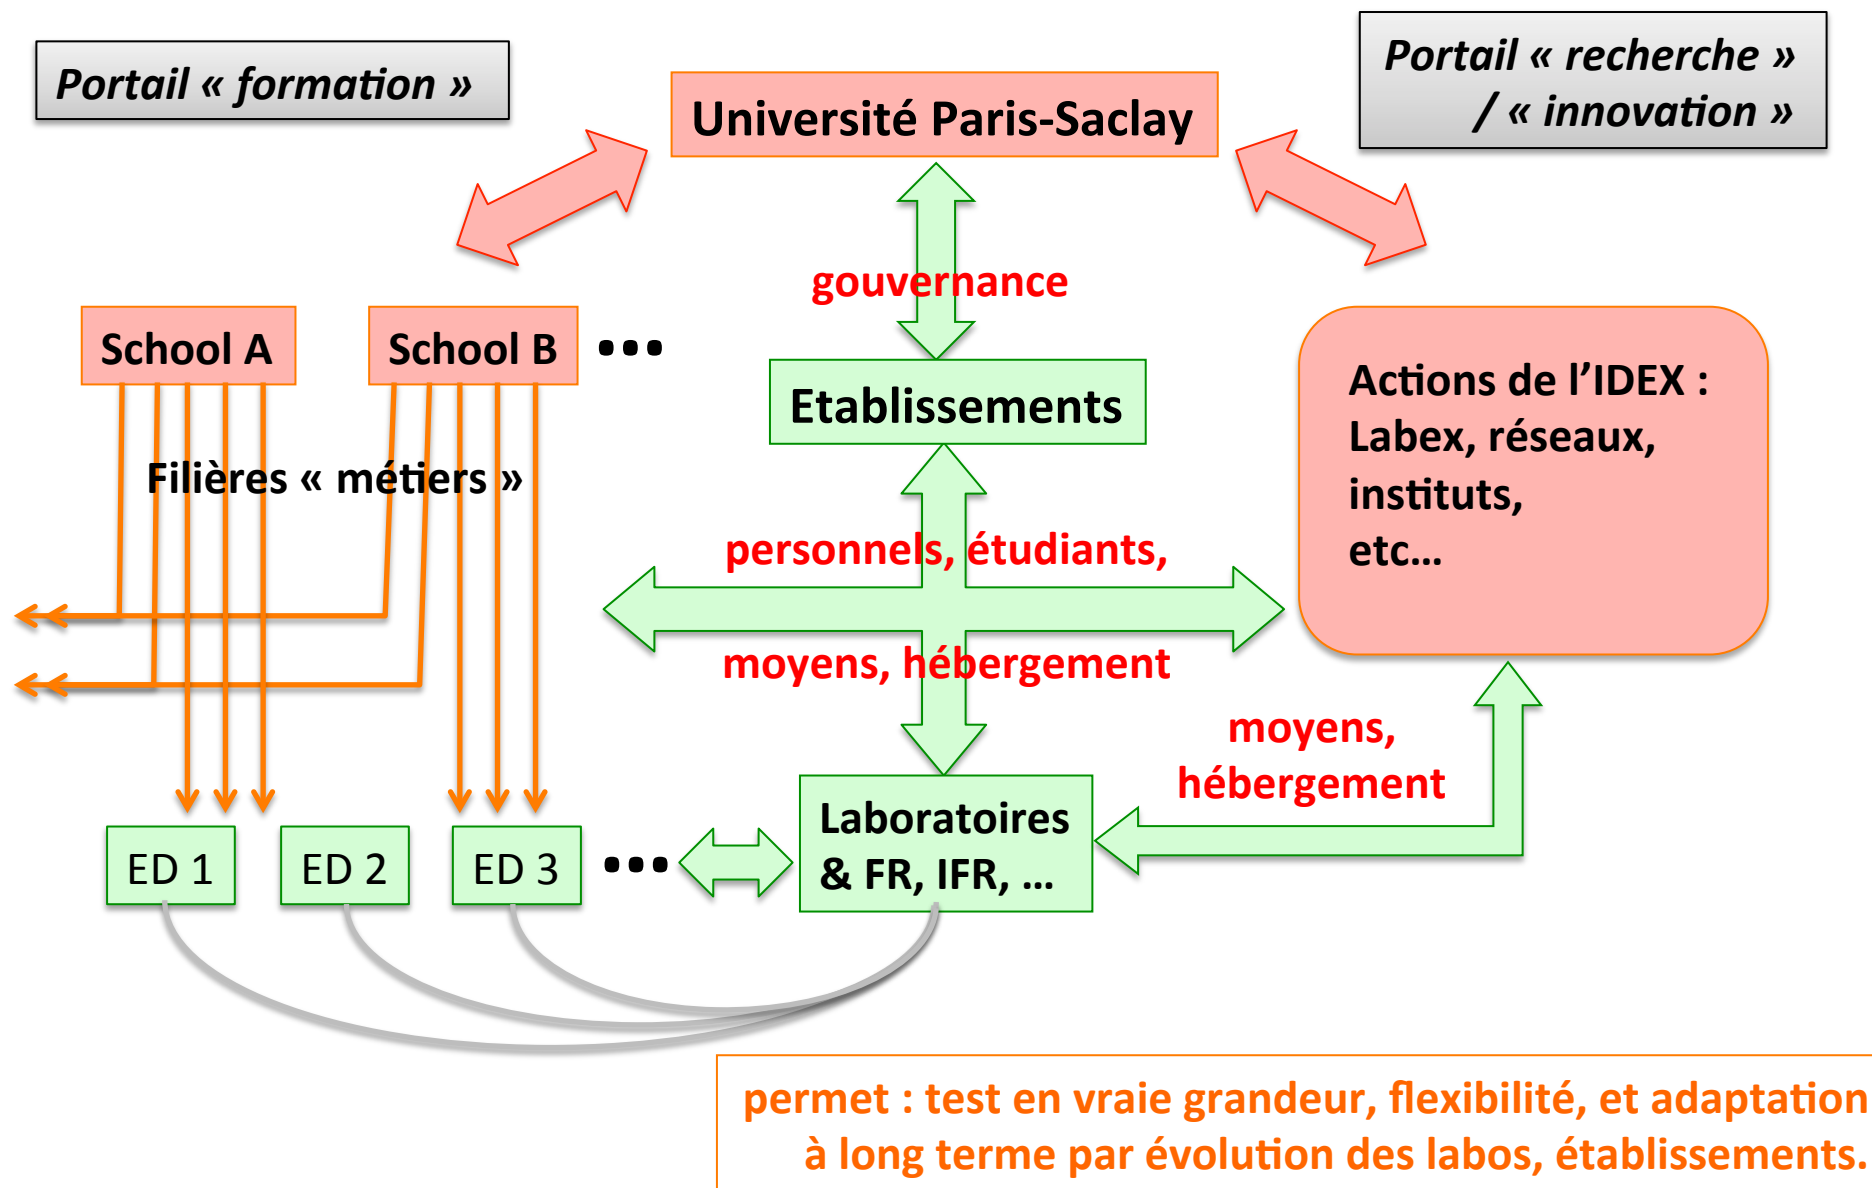 Portail « formation »
Université Paris-Saclay
Portail « recherche »
/ « innovation »
gouvernance
School A
School B
...
Etablissements
Actions de l’IDEX :
Labex, réseaux,
instituts,
etc…
Filières « métiers »
personnels, étudiants,
moyens, hébergement
moyens,
hébergement
ED 1
ED 2
ED 3
...
Laboratoires
& FR, IFR, …
permet : test en vraie grandeur, flexibilité, et adaptation
à long terme par évolution des labos, établissements.